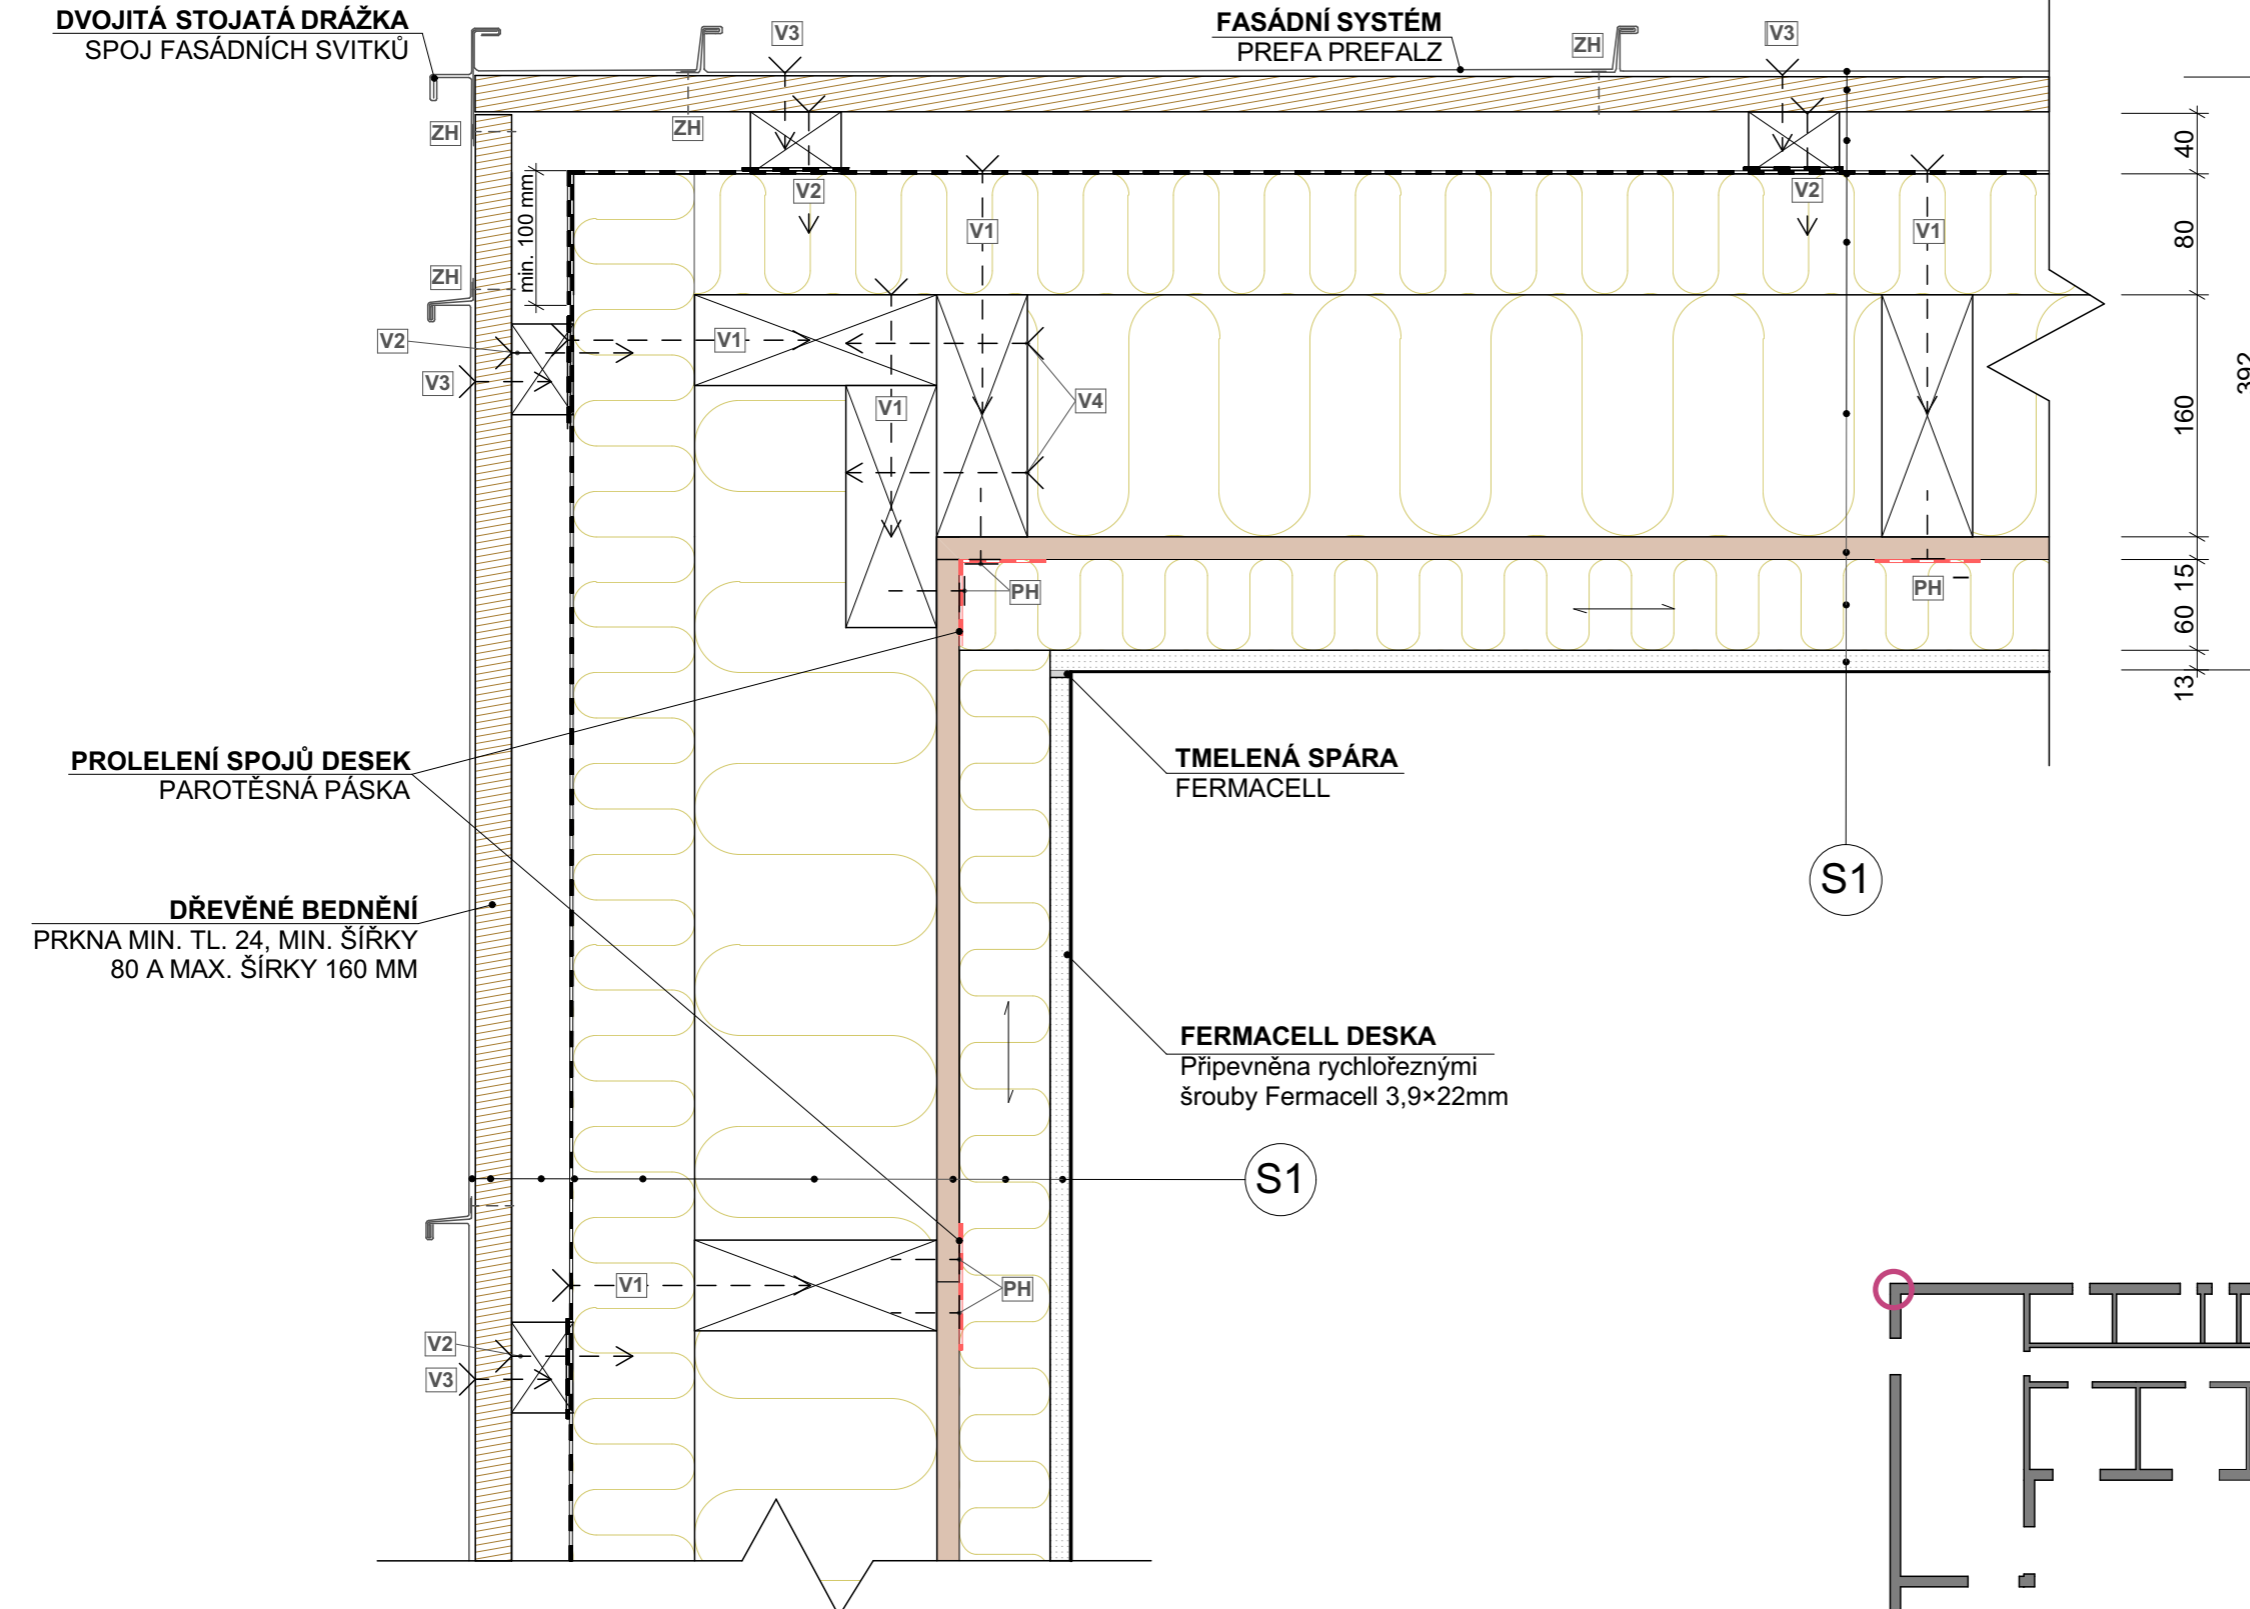 DVOJITÁ STOJATÁ DRÁŽKA
SPOJ FASÁDNÍCH SVITKŮ
V3
FASÁDNÍ SYSTÉM
PREFA PREFALZ
ZH
V3
ZH
ZH
40
min. 100 mm
V2
V2
V1
V1
80
ZH
V2
V1
V3
V1
V4
160
392
PH
PH
15
60
13
PROLELENÍ SPOJŮ DESEK
PAROTĚSNÁ PÁSKA
TMELENÁ SPÁRA
FERMACELL
S1
DŘEVĚNÉ BEDNĚNÍ
PRKNA MIN. TL. 24, MIN. ŠÍŘKY
80 A MAX. ŠÍRKY 160 MM
FERMACELL DESKA
Připevněna rychlořeznými
šrouby Fermacell 3,9×22mm
S1
V1
PH
V2
V3